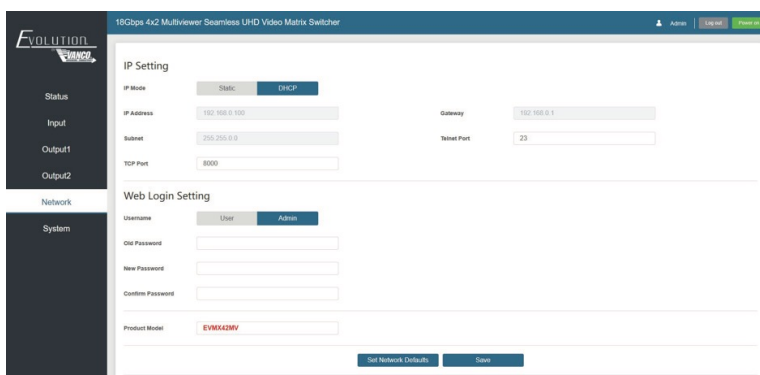 18Gbps 4x2 Multiviewer Seamless UHD Video Matrix Switcher
Admin Log out Power on
EVOLUTION
BY VANCO
Status
Input
Output1
Output2
Network
System
IP Setting
IP Mode Static DHCP
IP Address 192.168.0.100 Gateway 192.168.0.1
Subnet 255.255.0.0 Telnet Port 23
TCP Port 8000
Web Login Setting
Username User Admin
Old Password
New Password
Confirm Password
Product Model EVMX42MV
Set Network Defaults Save